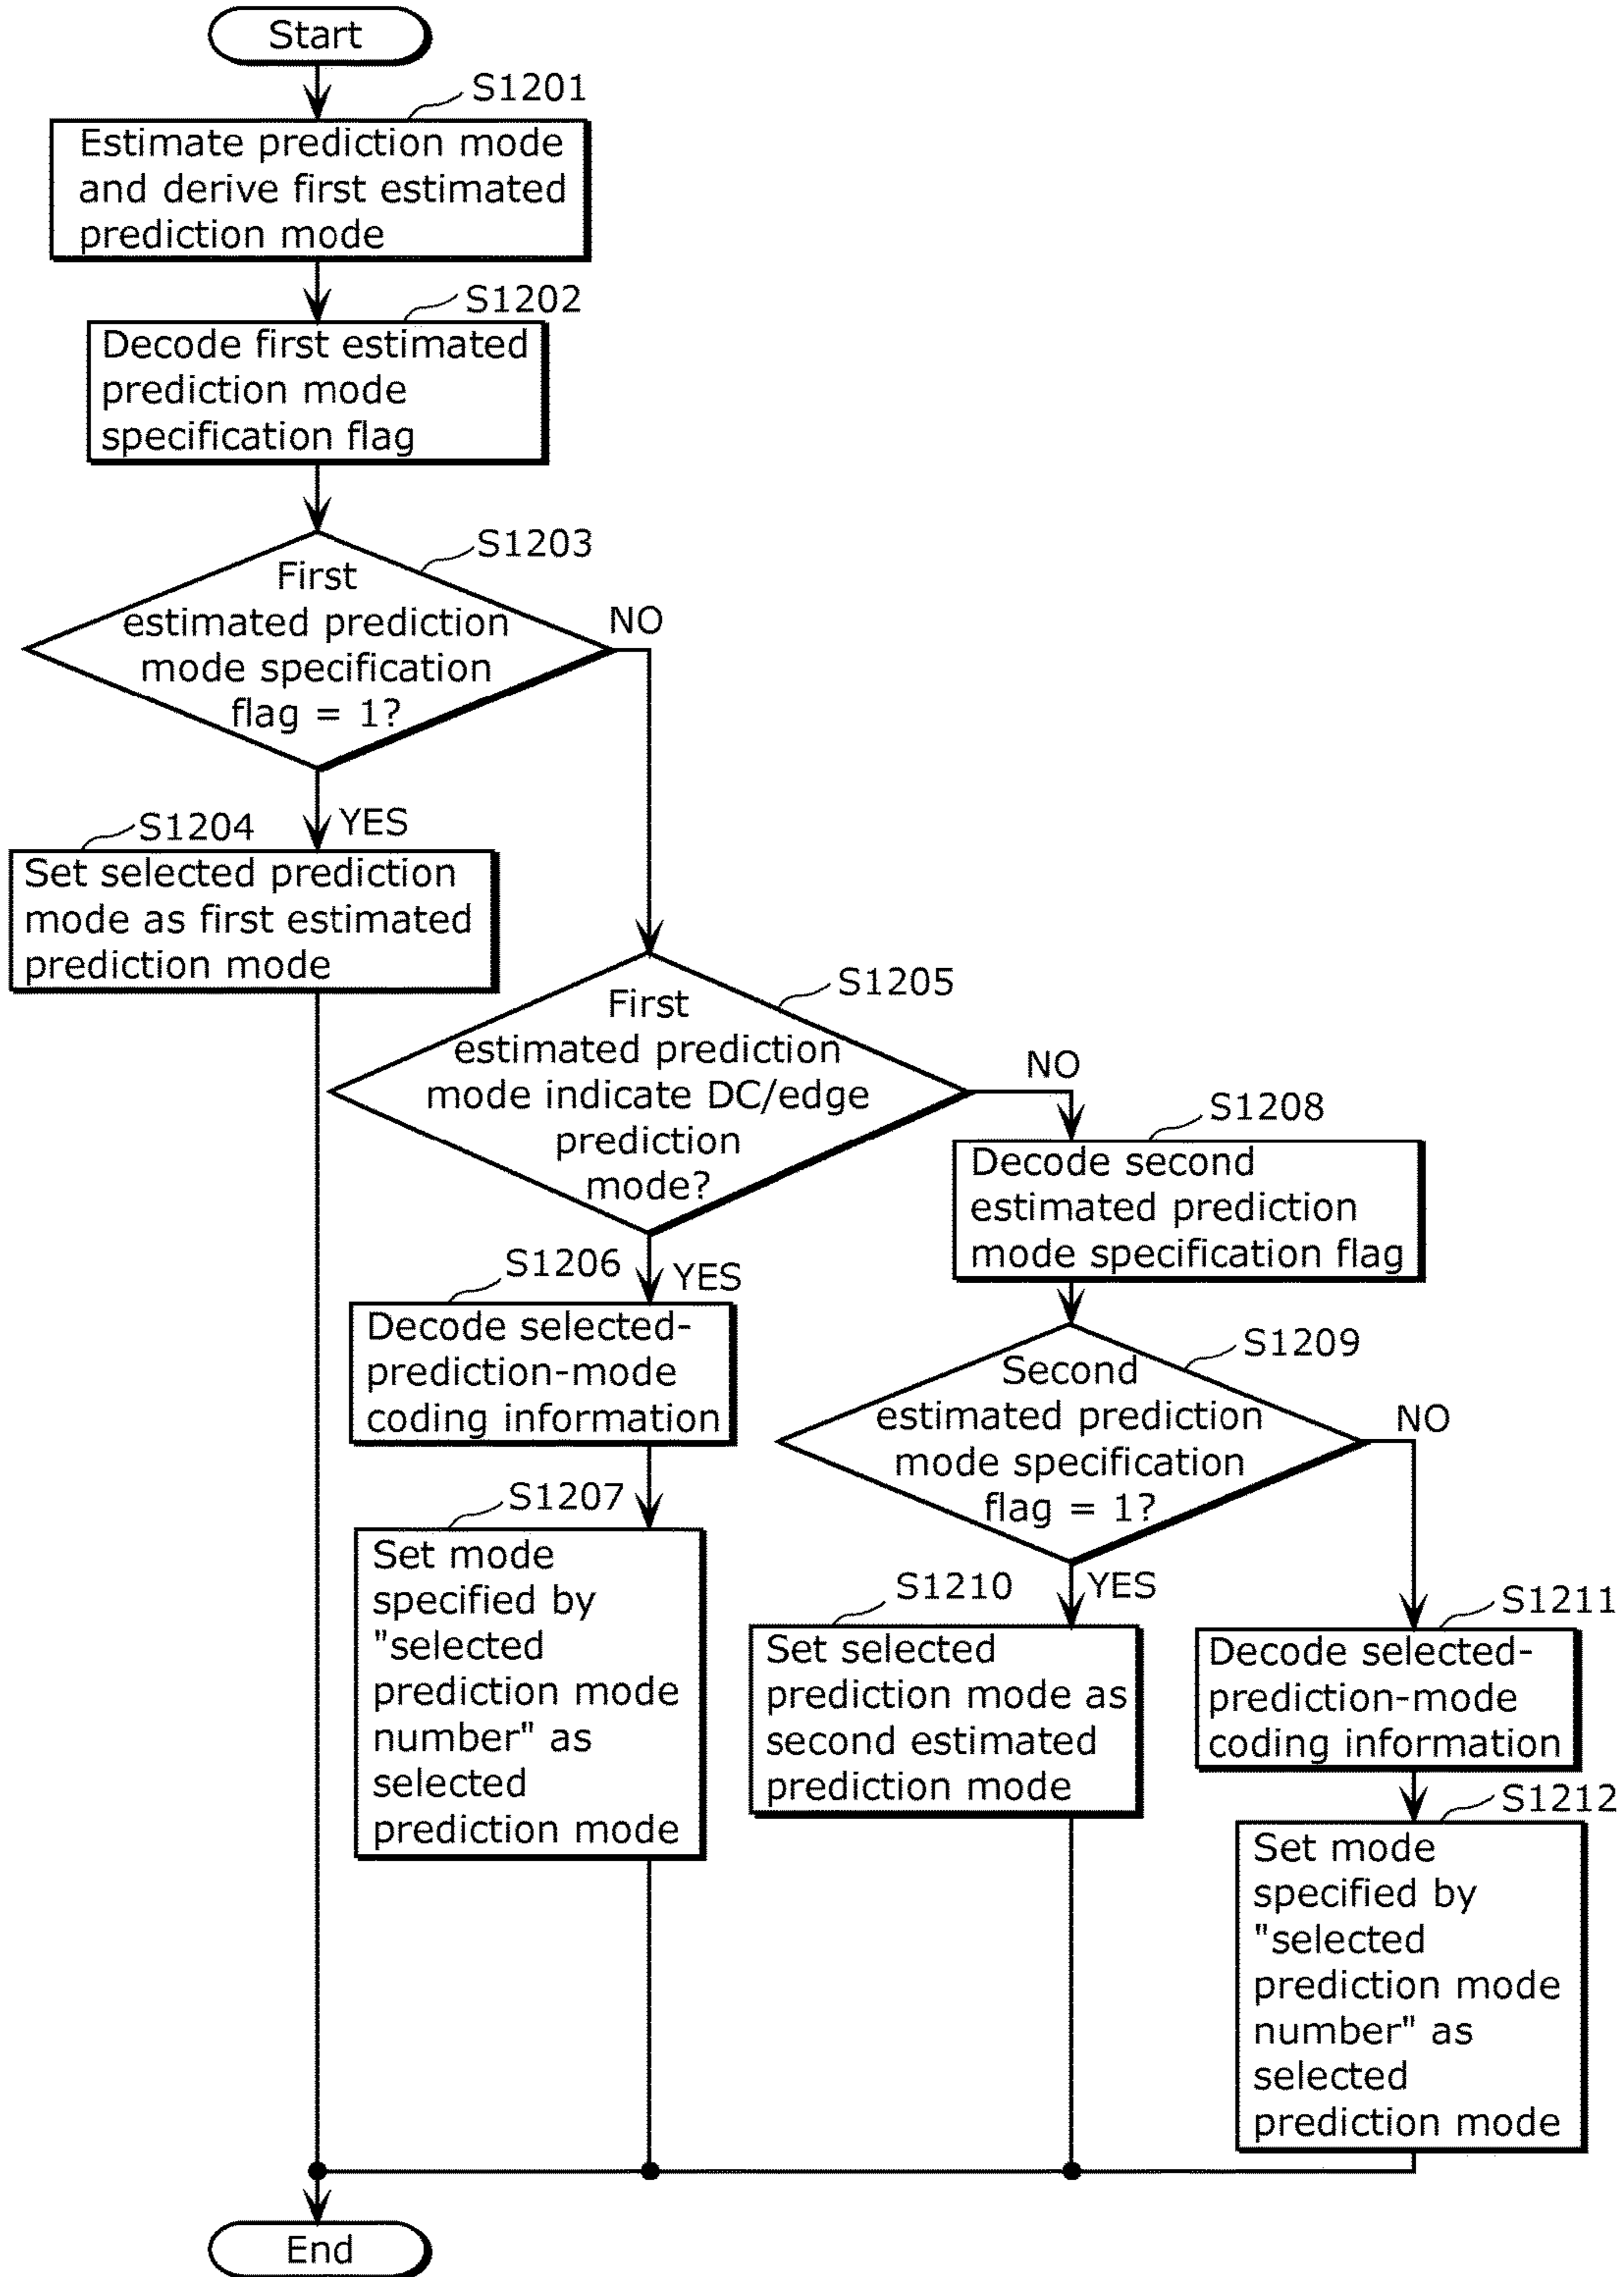 Start
S1201
Estimate prediction mode
and derive first estimated
prediction mode
S1202
Decode first estimated
prediction mode
specification flag
S1203
First
estimated prediction
mode specification
flag = 1?
NO
YES
S1204
Set selected prediction
mode as first estimated
prediction mode
S1205
First
estimated prediction
mode indicate DC/edge
prediction
mode?
NO
YES
S1206
Decode selected-
prediction-mode
coding information
S1207
Set mode
specified by
"selected
prediction mode
number" as
selected
prediction mode
S1208
Decode second
estimated prediction
mode specification flag
S1209
Second
estimated prediction
mode specification
flag = 1?
NO
YES
S1210
Set selected
prediction mode as
second estimated
prediction mode
S1211
Decode selected-
prediction-mode
coding information
S1212
Set mode
specified by
"selected
prediction mode
number" as
selected
prediction mode
End